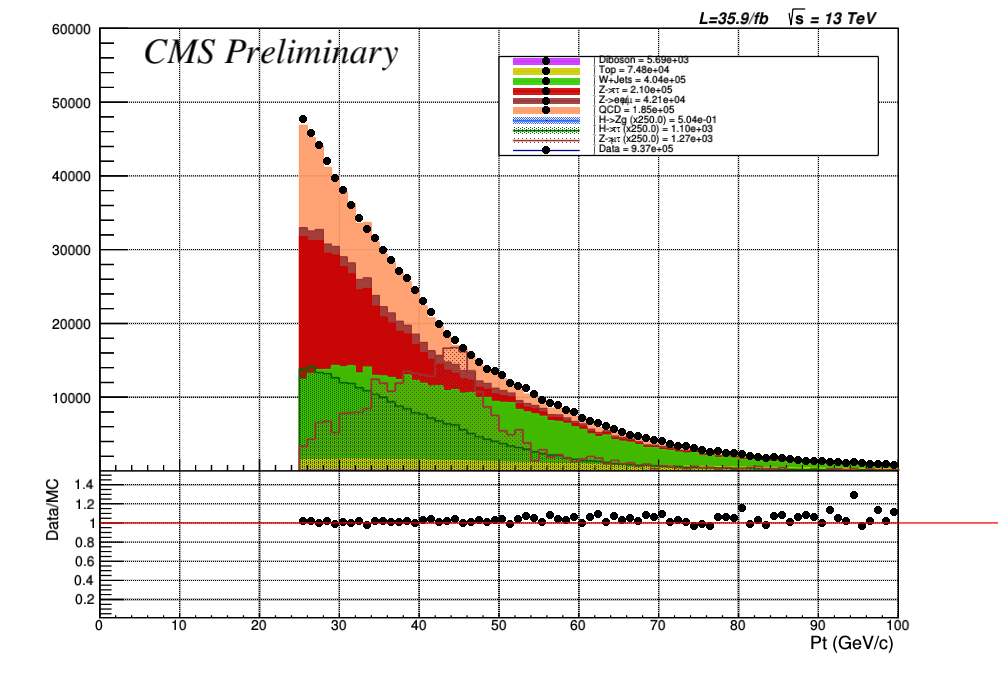 L=35.9/fb √s = 13 TeV
60000
CMS Preliminary
Diboson = 5.69e+03
Top = 7.48e+04
W+Jets = 4.04e+05
Z->ττ = 2.10e+05
Z->ee,μμ = 4.21e+04
QCD = 1.85e+05
H->Zg (x250.0) = 5.04e-01
H->ττ (x250.0) = 1.10e+03
Z->μτ (x250.0) = 1.27e+03
Data = 9.37e+05
50000
40000
30000
20000
10000
Data/MC
1.4
1.2
1
0.8
0.6
0.4
0.2
0 10 20 30 40 50 60 70 80 90 100
Pt (GeV/c)